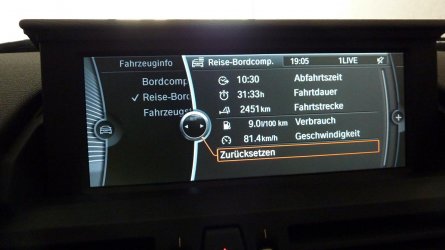 Fahrzeuginfo
Reise-Bordcomp. 19:05 1LIVE
Bordcomp.
✓ Reise-Bord
Fahrzeugst
10:30 Abfahrtszeit
31:33h Fahrtdauer
2451km Fahrtstrecke
9.0l/100 km Verbrauch
81.4km/h Geschwindigkeit
Zurücksetzen